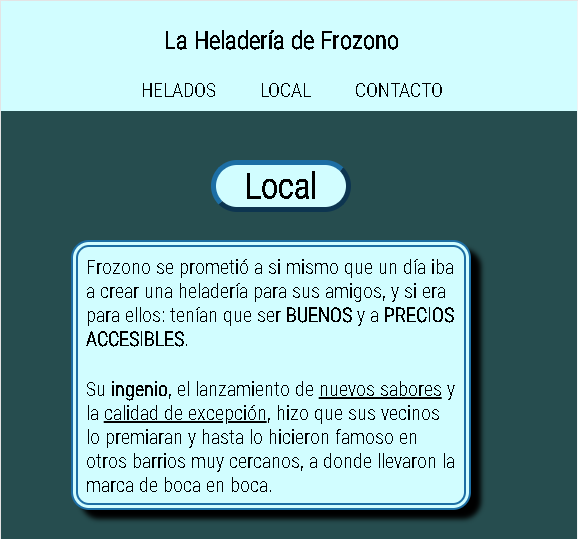 La Heladería de Frozono
HELADOS LOCAL CONTACTO
Local
Frozono se prometió a si mismo que un día iba
a crear una heladería para sus amigos, y si era
para ellos: tenían que ser BUENOS y a PRECIOS
ACCESIBLES.
Su ingenio, el lanzamiento de nuevos sabores y
la calidad de excepción, hizo que sus vecinos
lo premiaran y hasta lo hicieron famoso en
otros barrios muy cercanos, a donde llevaron la
marca de boca en boca.